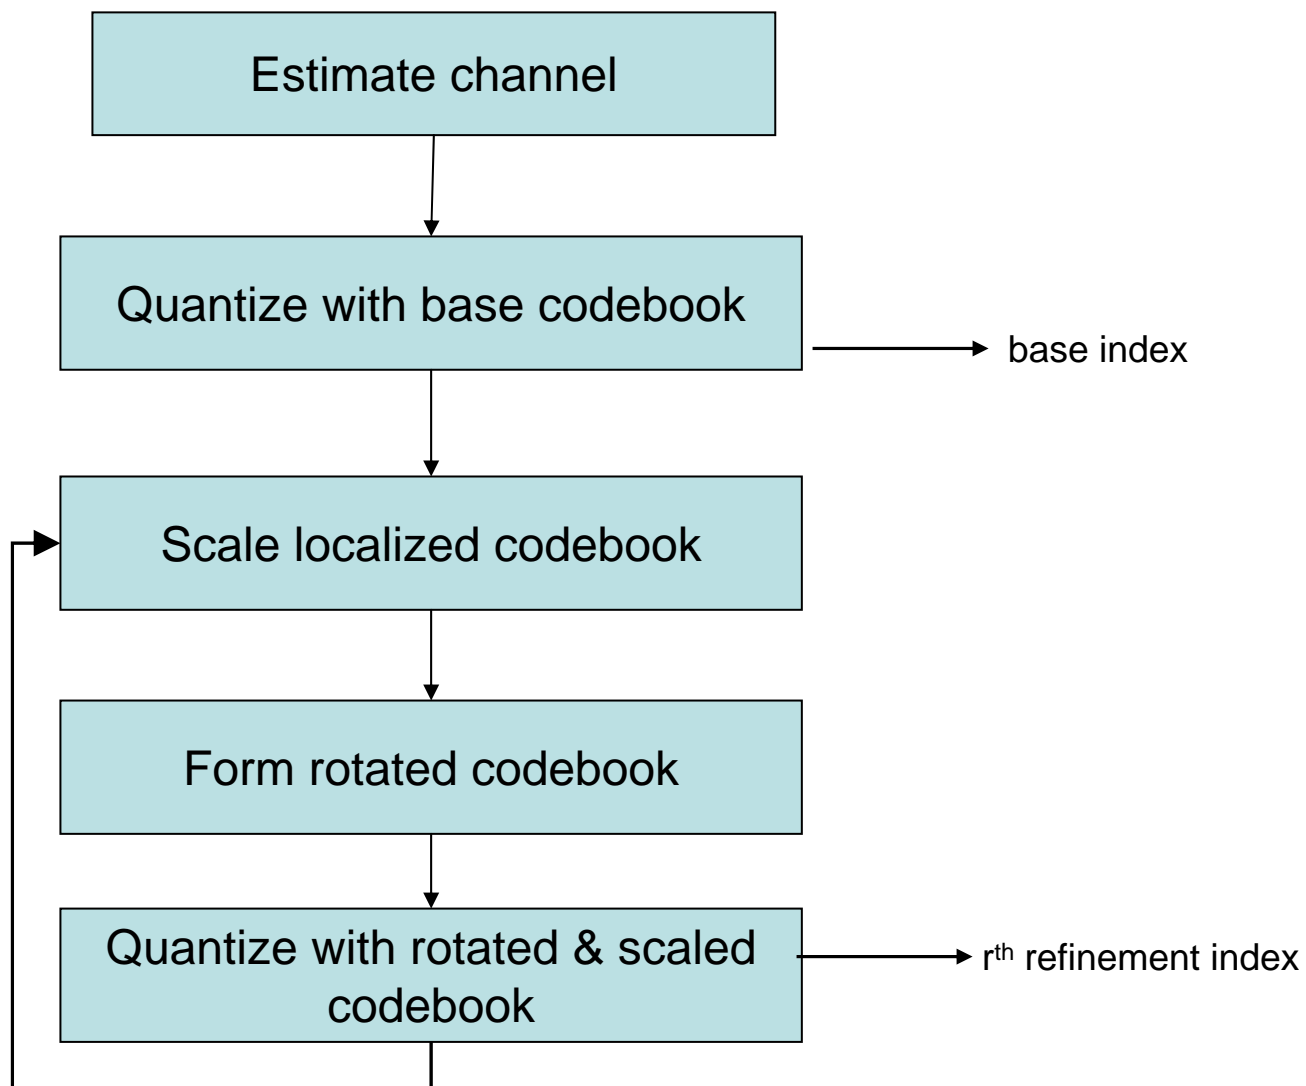 Estimate channel
Quantize with base codebook
base index
Scale localized codebook
Form rotated codebook
Quantize with rotated & scaled
codebook
rth refinement index